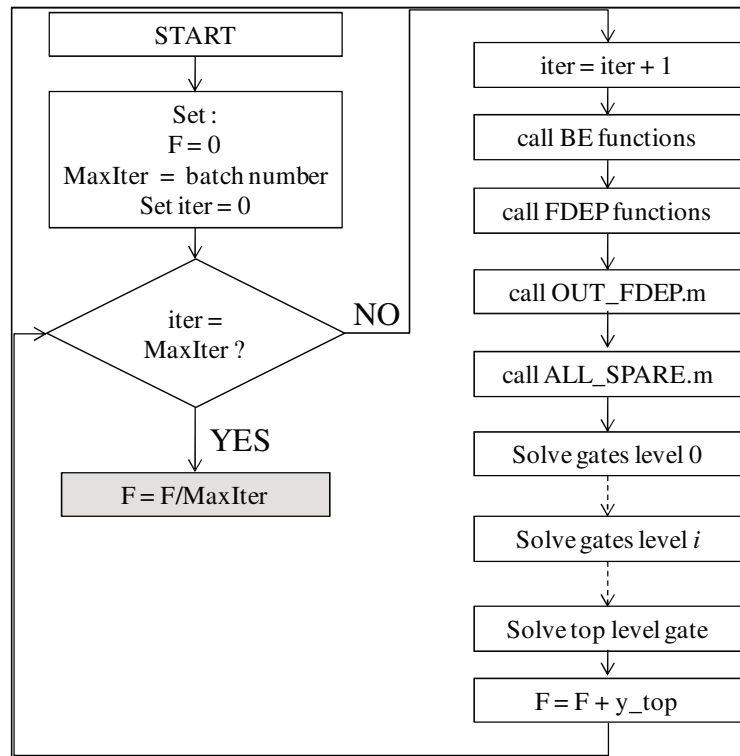 START
Set :
F = 0
MaxIter = batch number
Set iter = 0
iter =
MaxIter ?
NO
YES
F = F/MaxIter
iter = iter + 1
call BE functions
call FDEP functions
call OUT_FDEP.m
call ALL_SPARE.m
Solve gates level 0
Solve gates level i
Solve top level gate
F = F + y_top